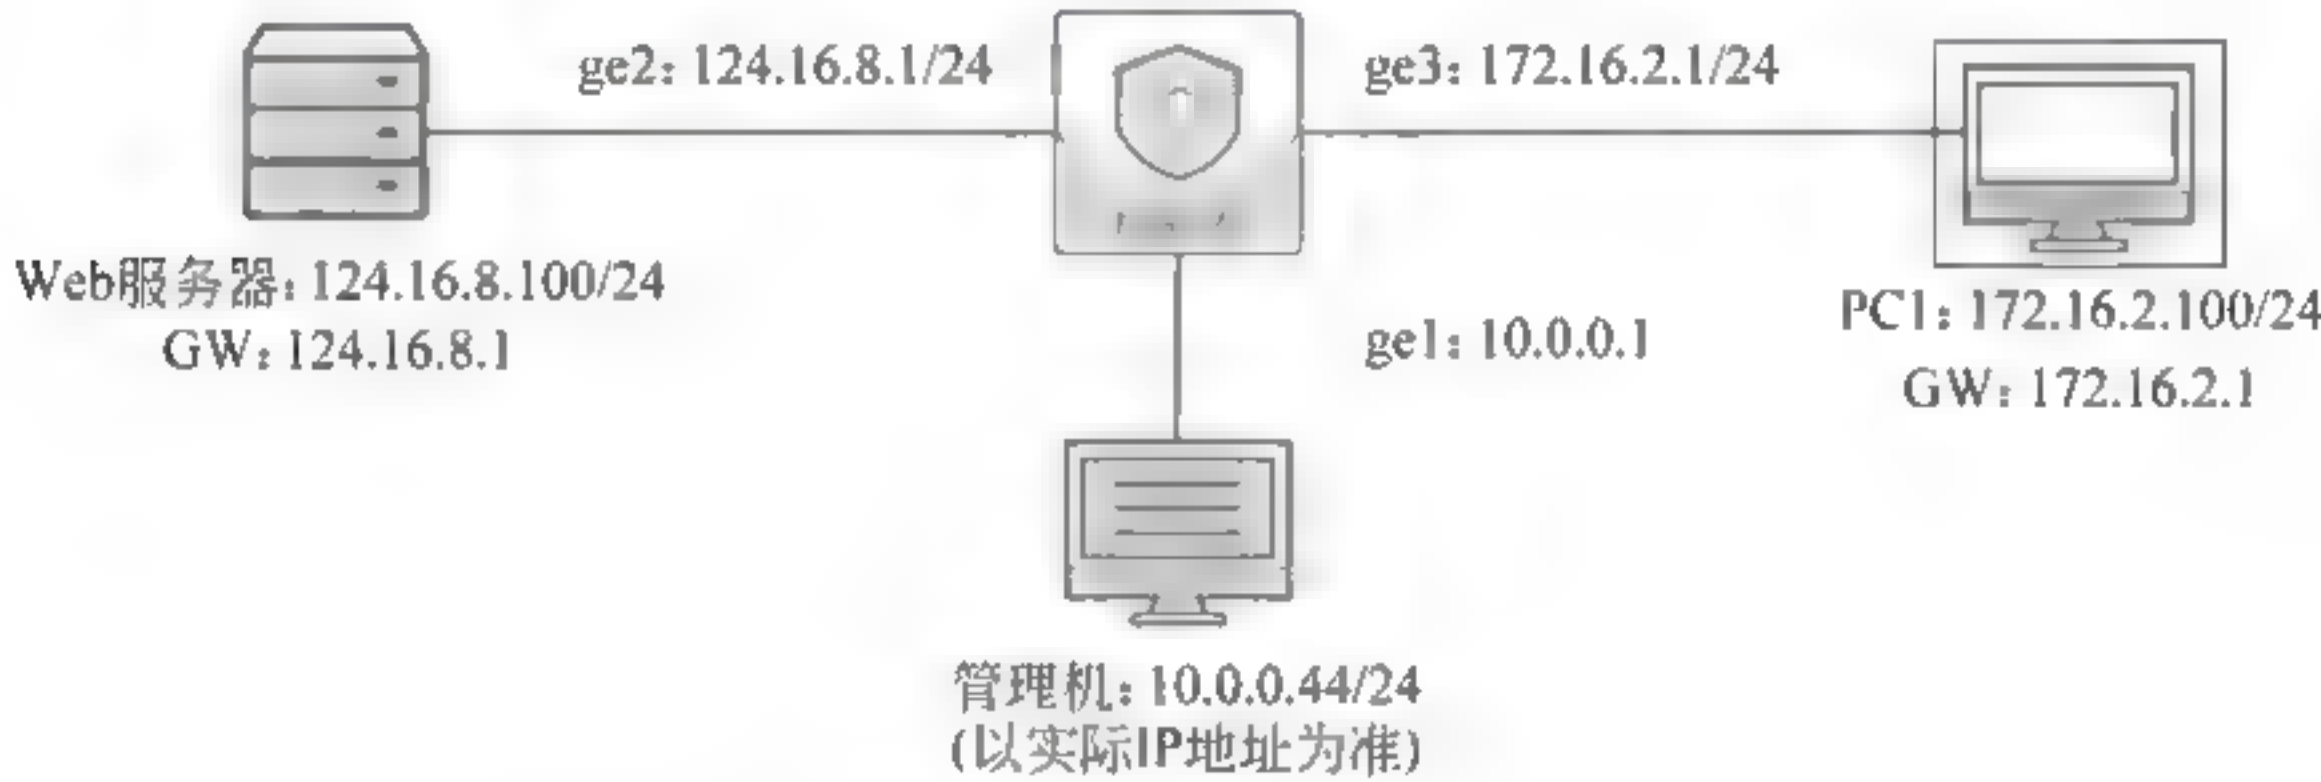 ge2: 124.16.8.1/24
ge3: 172.16.2.1/24
Web服务器: 124.16.8.100/24
GW: 124.16.8.1
ge1: 10.0.0.1
PC1: 172.16.2.100/24
GW: 172.16.2.1
管理机: 10.0.0.44/24
(以实际IP地址为准)